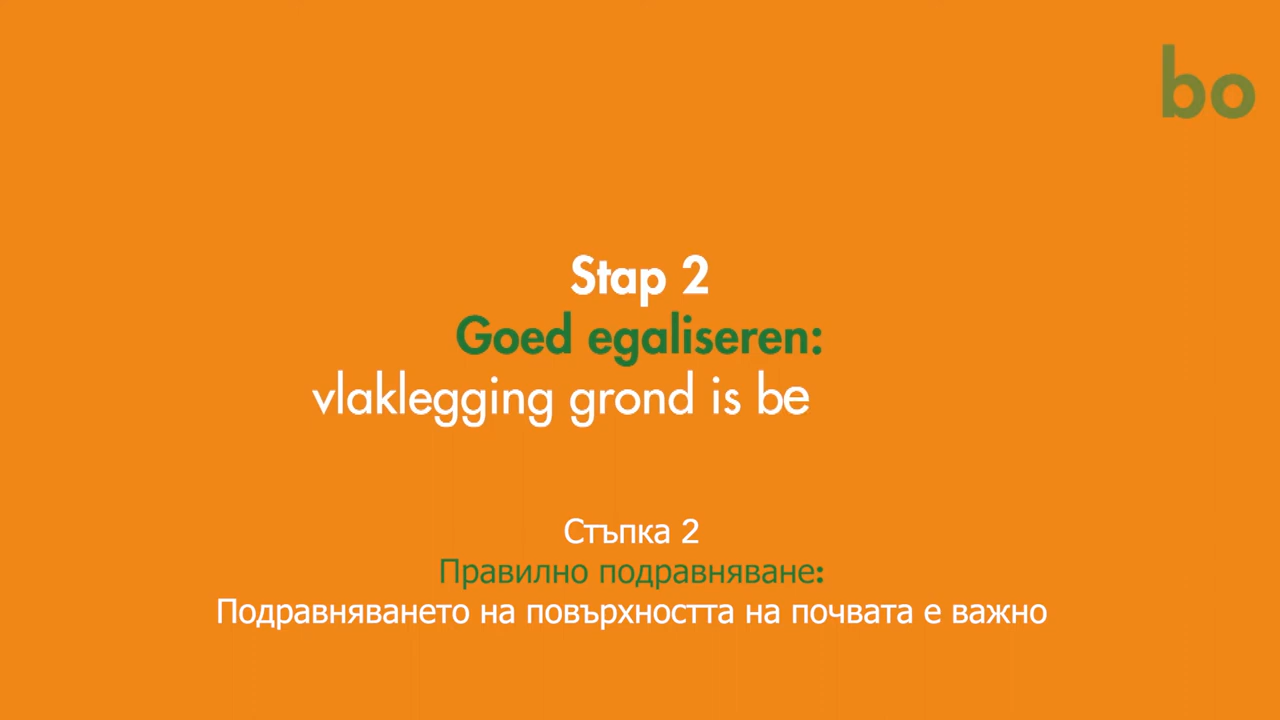 bo
Stap 2
Goed egaliseren:
vlaklegging grond is be
Стъпка 2
Правилно подравняване:
Подравняването на повърхността на почвата е важно